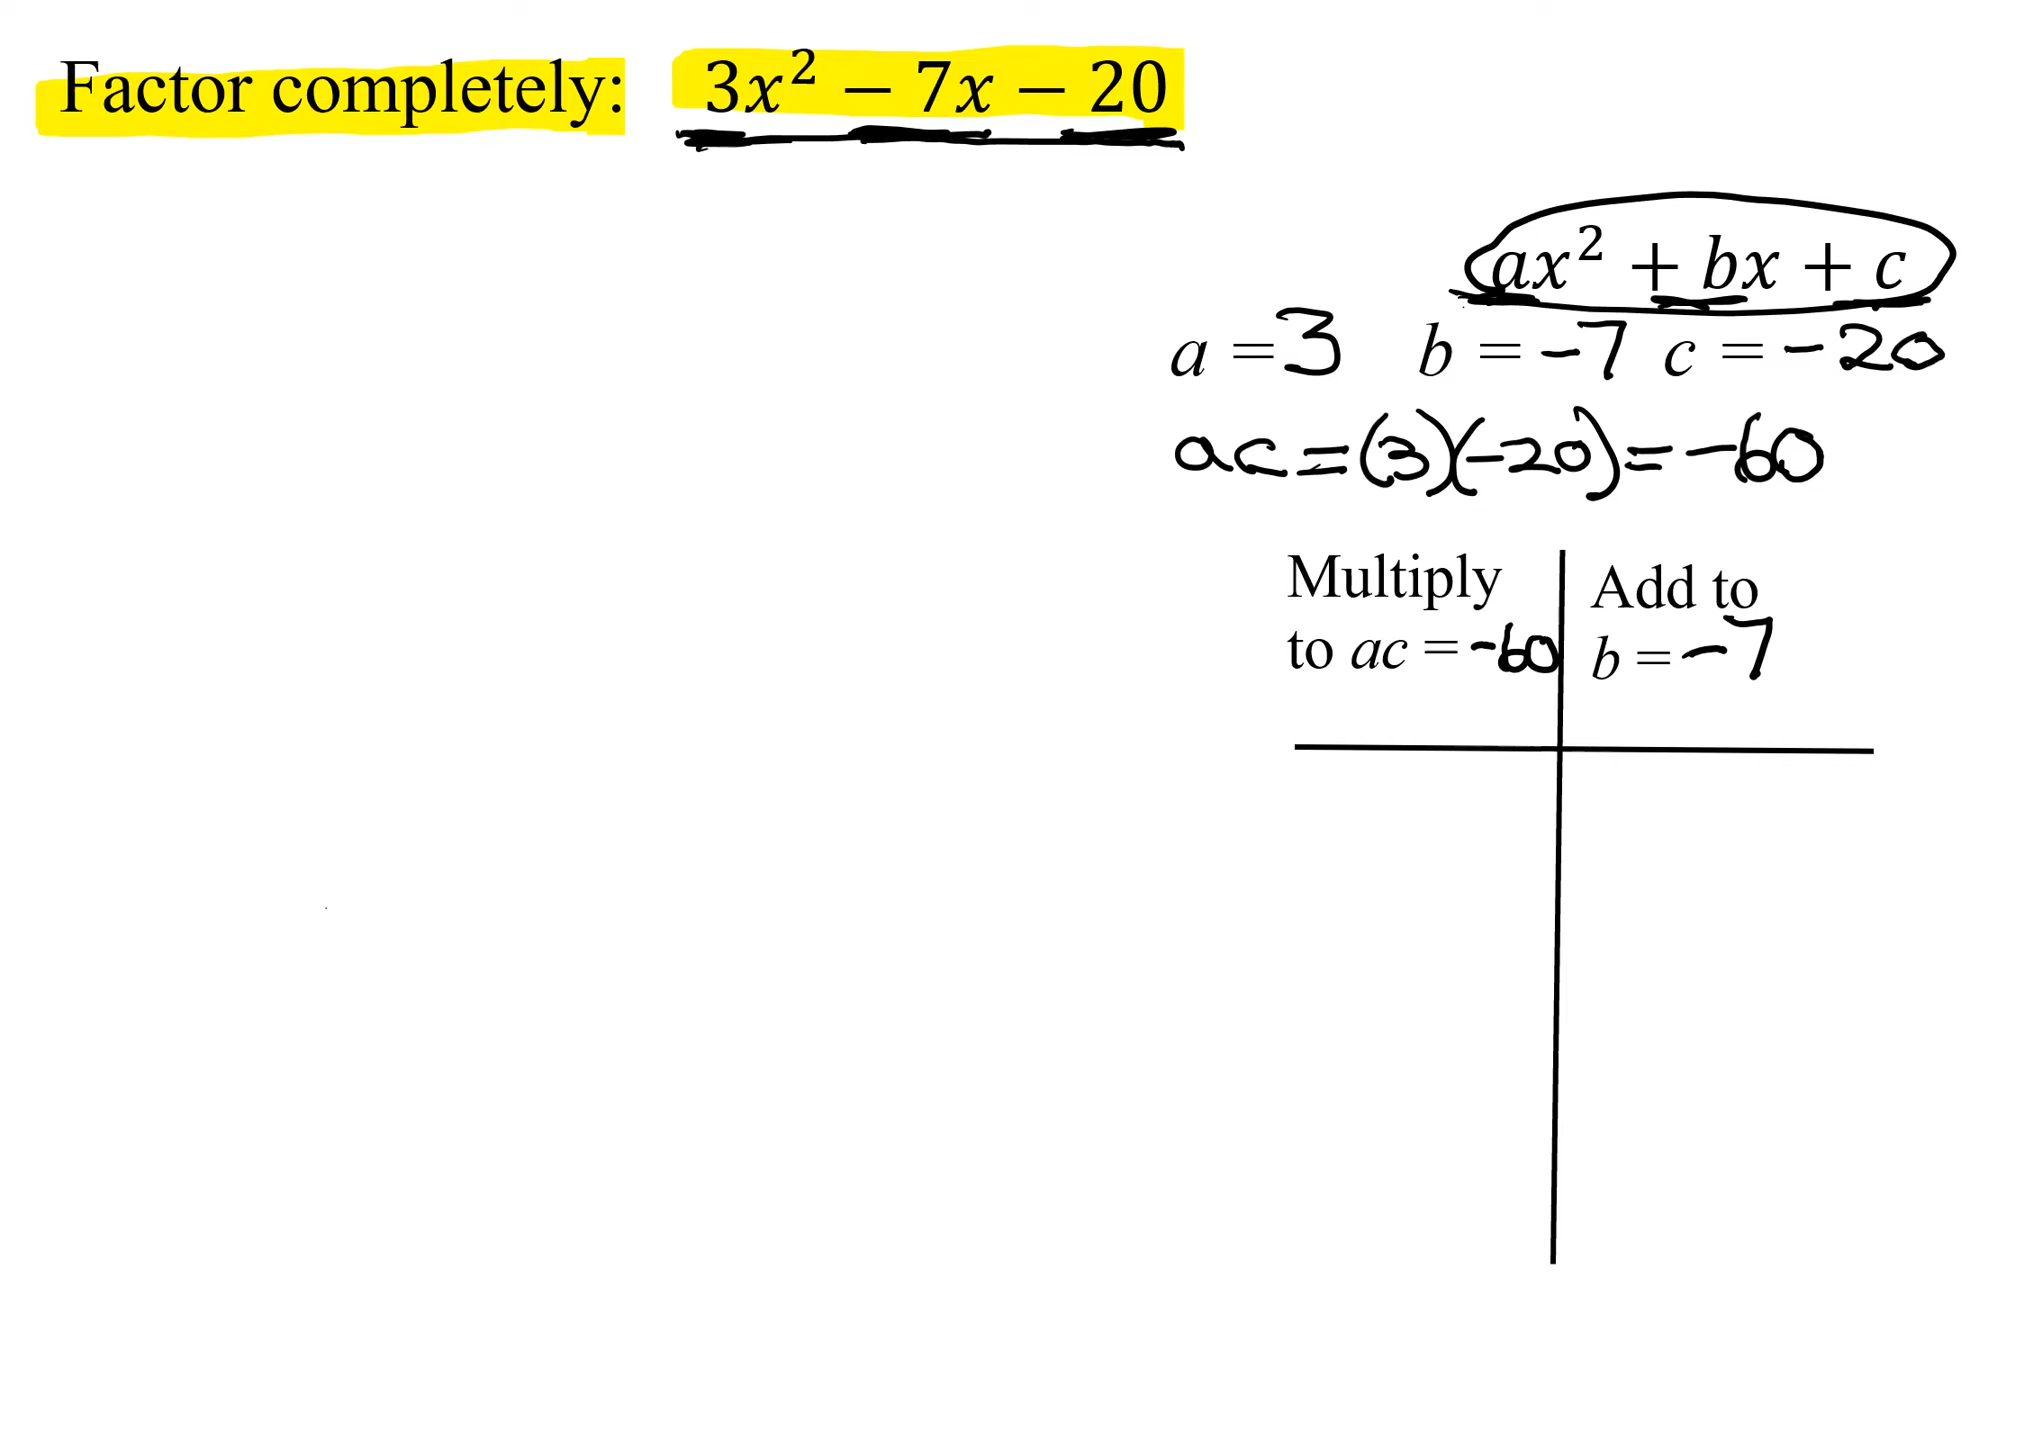 Factor completely: 3x² − 7x − 20
ax² + bx + c
a = 3 b = -7 c = -20
ac = (3)(-20) = -60
Multiply
to ac = -60
Add to
b = -7